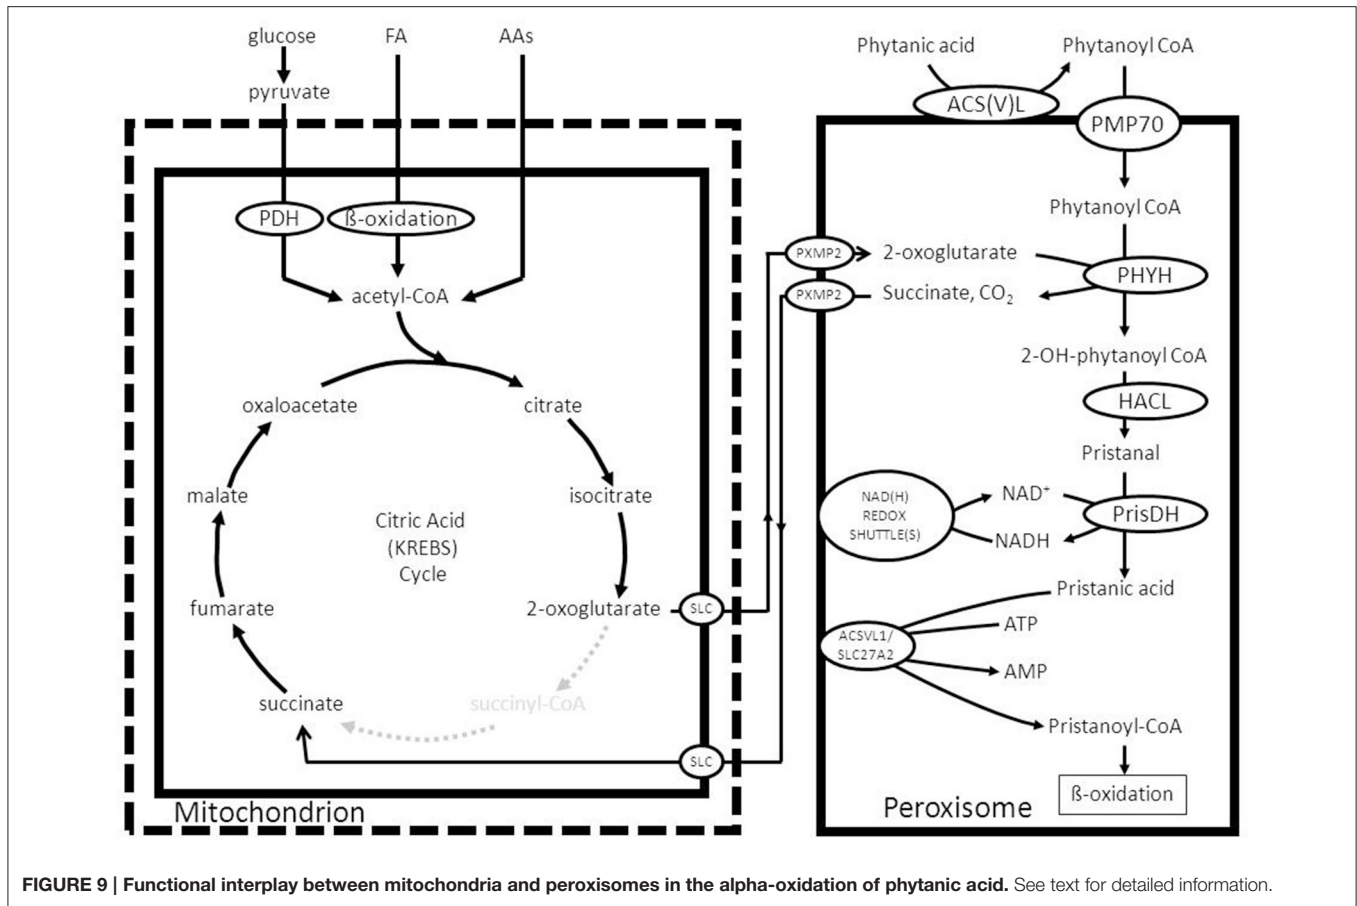 glucose
FA
AAs
pyruvate
PDH
ß-oxidation
acetyl-CoA
oxaloacetate
citrate
malate
isocitrate
Citric Acid
(KREBS)
Cycle
fumarate
2-oxoglutarate
SLC
succinate
succinyl-CoA
SLC
Mitochondrion
Phytanic acid
Phytanoyl CoA
ACS(V)L
PMP70
Phytanoyl CoA
PXMP2
2-oxoglutarate
PHYH
PXMP2
Succinate, CO₂
2-OH-phytanoyl CoA
HACL
Pristanal
NAD(H)
REDOX
SHUTTLE(S)
NAD⁺
PrisDH
NADH
Pristanic acid
ACSVL1/
SLC27A2
ATP
AMP
Pristanoyl-CoA
ß-oxidation
Peroxisome
FIGURE 9 | Functional interplay between mitochondria and peroxisomes in the alpha-oxidation of phytanic acid. See text for detailed information.